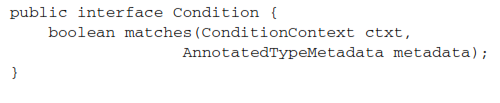 public interface Condition {
    boolean matches(ConditionContext ctxt,
                    AnnotatedTypeMetadata metadata);
}